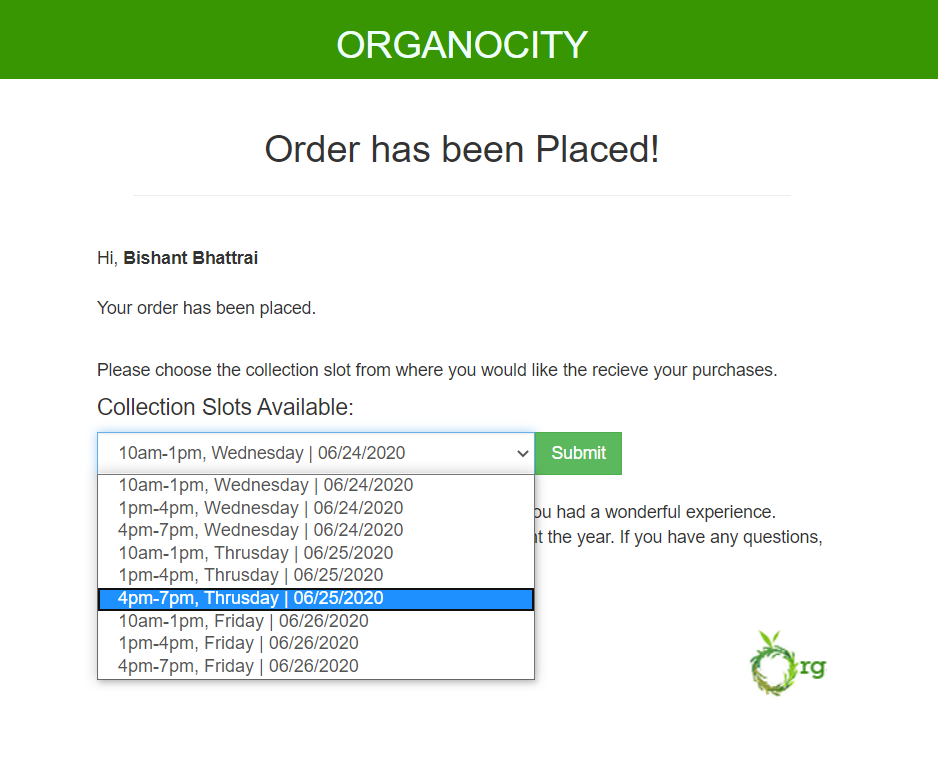 ORGANOCITY
Order has been Placed!
Hi, Bishant Bhattrai
Your order has been placed.
Please choose the collection slot from where you would like the recieve your purchases.
Collection Slots Available:
10am-1pm, Wednesday | 06/24/2020
Submit
10am-1pm, Wednesday | 06/24/2020
1pm-4pm, Wednesday | 06/24/2020
4pm-7pm, Wednesday | 06/24/2020
10am-1pm, Thrusday | 06/25/2020
1pm-4pm, Thrusday | 06/25/2020
4pm-7pm, Thrusday | 06/25/2020
10am-1pm, Friday | 06/26/2020
1pm-4pm, Friday | 06/26/2020
4pm-7pm, Friday | 06/26/2020
had a wonderful experience.
the year. If you have any questions,
Org